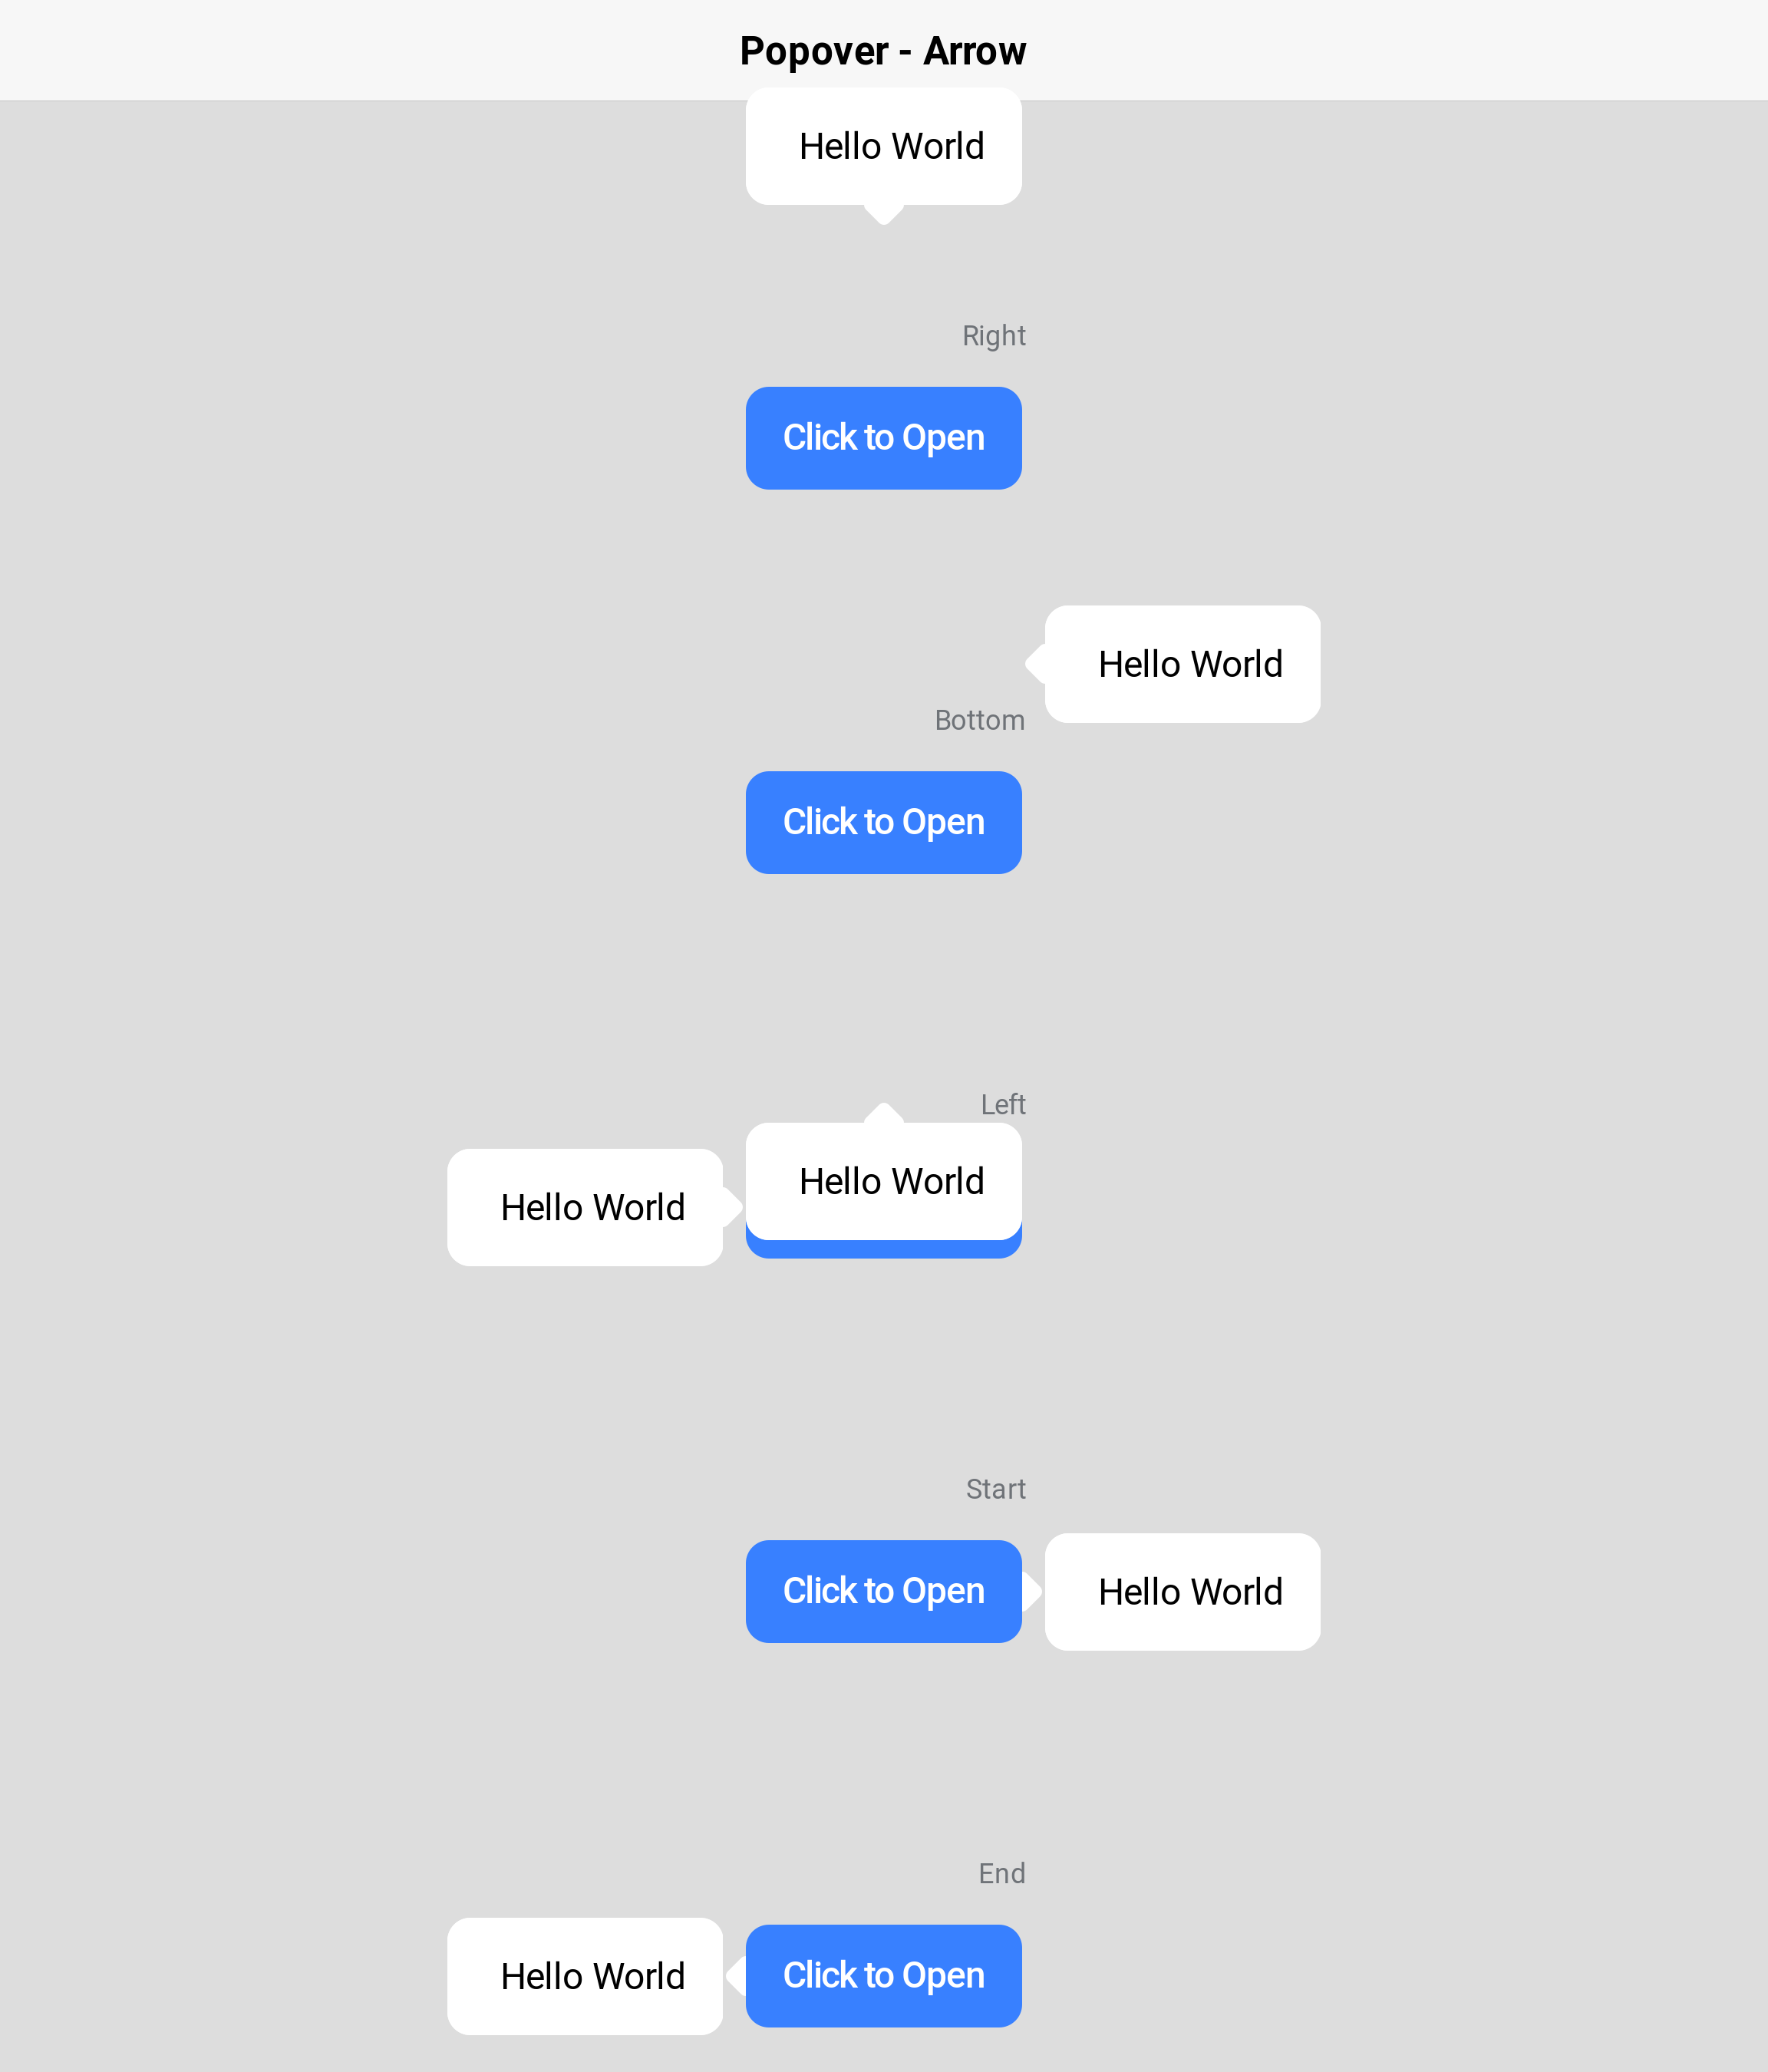 Popover - Arrow
Hello World
Right
Click to Open
Hello World
Bottom
Click to Open
Left
Hello World
Hello World
Start
Click to Open
Hello World
End
Hello World
Click to Open